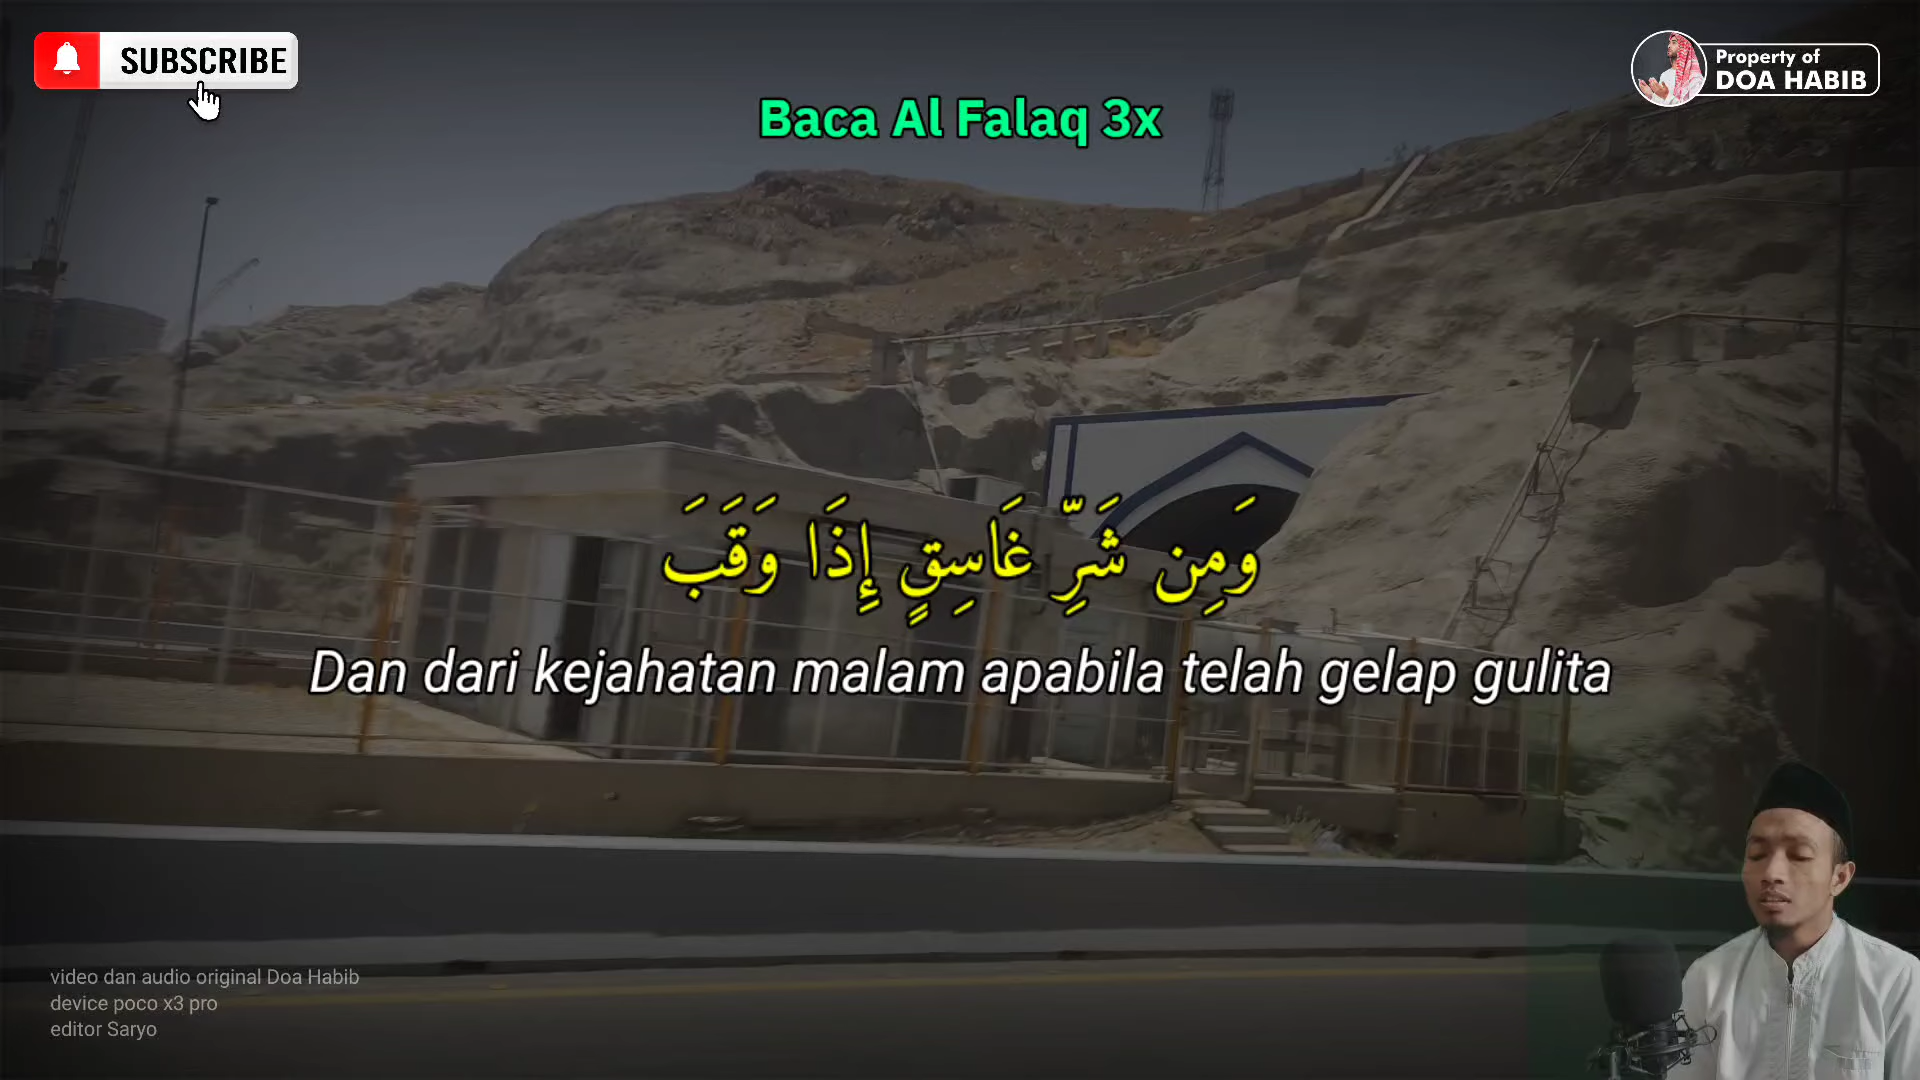 SUBSCRIBE
Property of
DOA HABIB
Baca Al Falaq 3x
وَمِن شَرِّ غَاسِقٍ إِذَا وَقَبَ
Dan dari kejahatan malam apabila telah gelap gulita
video dan audio original Doa Habib
device poco x3 pro
editor Saryo